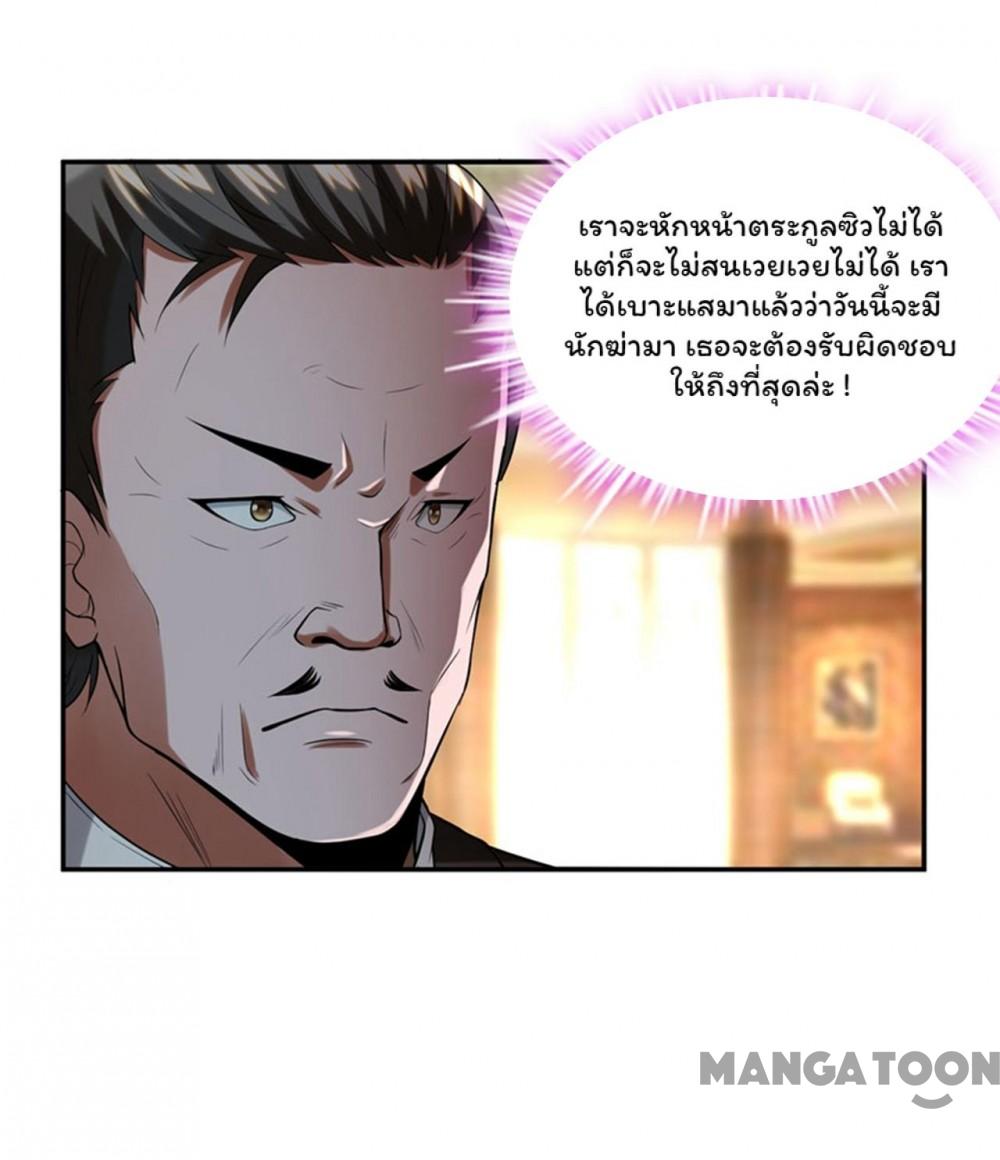 เราจะหักหน้าตระกูลซิวไม่ได้
แต่ก็จะไม่สนเวยเวยไม่ได้ เรา
ได้เบาะแสมาแล้วว่าวันนี้จะมี
นักฆ่ามา เธอจะต้องรับผิดชอบ
ให้ถึงที่สุดล่ะ !
MANGATOON